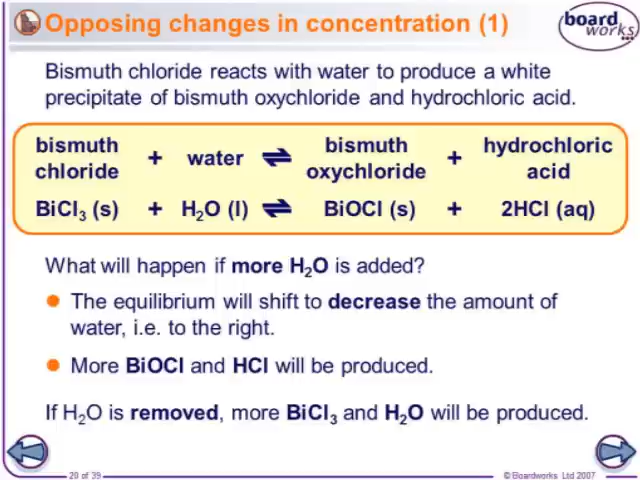 Opposing changes in concentration (1)
board
works
Bismuth chloride reacts with water to produce a white
precipitate of bismuth oxychloride and hydrochloric acid.
bismuth chloride + water ⇌ bismuth oxychloride + hydrochloric acid
BiCl₃ (s) + H₂O (l) ⇌ BiOCl (s) + 2HCl (aq)
What will happen if more H₂O is added?
● The equilibrium will shift to decrease the amount of
water, i.e. to the right.
● More BiOCl and HCl will be produced.
If H₂O is removed, more BiCl₃ and H₂O will be produced.
20 of 39
© Boardworks Ltd 2007